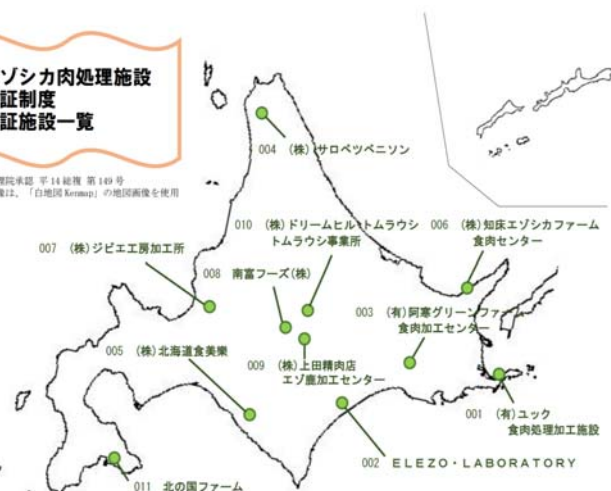 ゾシカ肉処理施設
証制度
証施設一覧
理院承認 平14総複 第149号
像は、「白地図Kenmap」の地図画像を使用
004 (株)サロベツベニソン
010 (株)ドリームヒル・トムラウシ
トムラウシ事業所
006 (株)知床エゾシカファーム
食肉センター
007 (株)ジビエ工房加工所
008 南富フーズ(株)
003 (有)阿寒グリーンファーム
食肉加工センター
005 (株)北海道食美樂
009 (株)上田精肉店
エゾ鹿加工センター
001 (有)ユック
食肉処理加工施設
002 ELEZO・LABORATORY
011 北の国ファーム